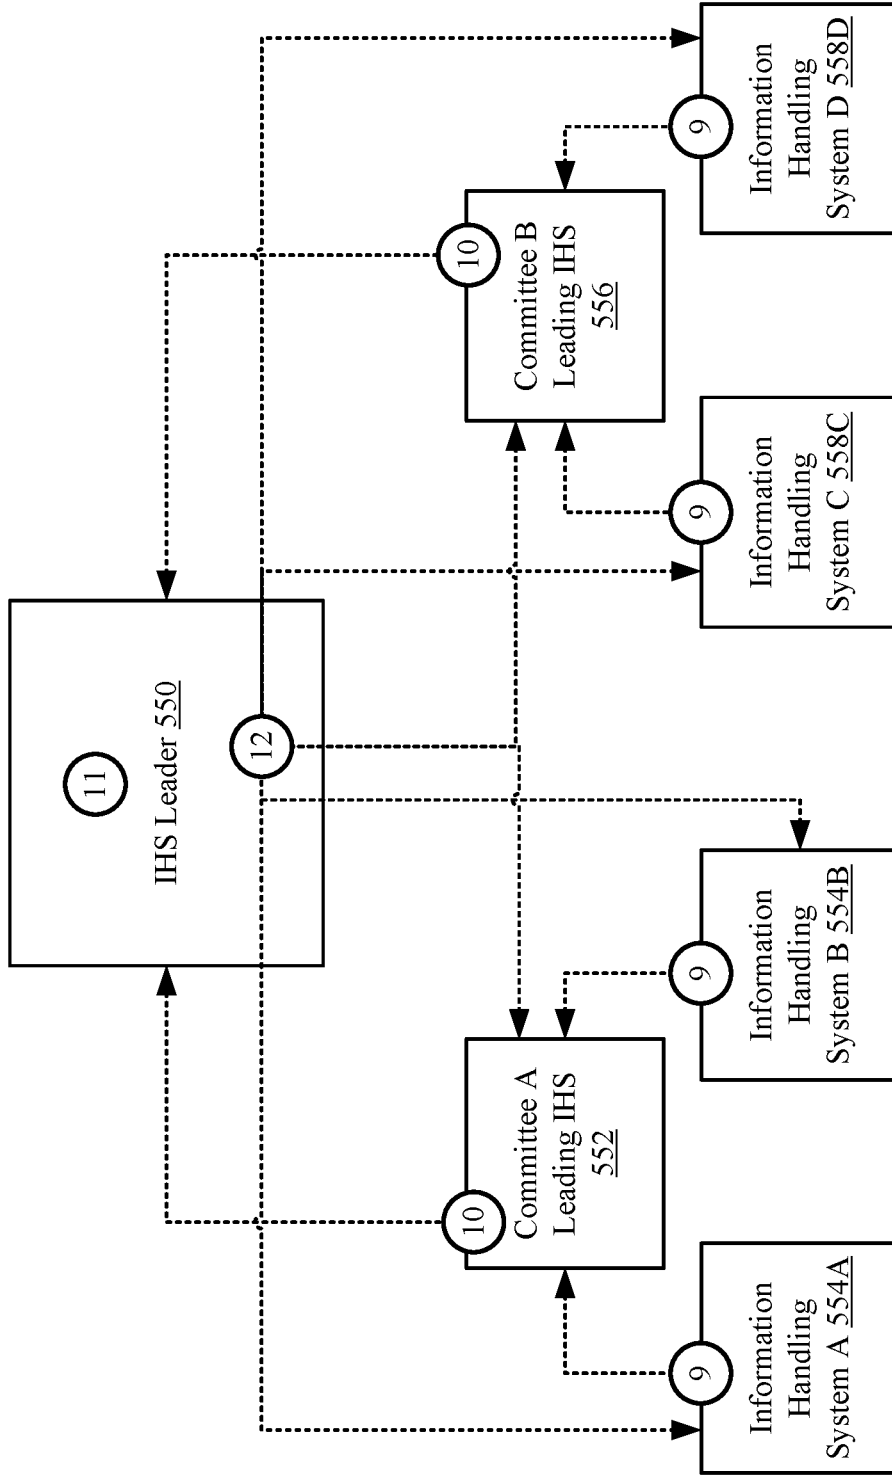 11
IHS Leader 550
12
10
Committee A
Leading IHS
552
10
Committee B
Leading IHS
556
9
Information
Handling
System A 554A
9
Information
Handling
System B 554B
9
Information
Handling
System C 558C
9
Information
Handling
System D 558D